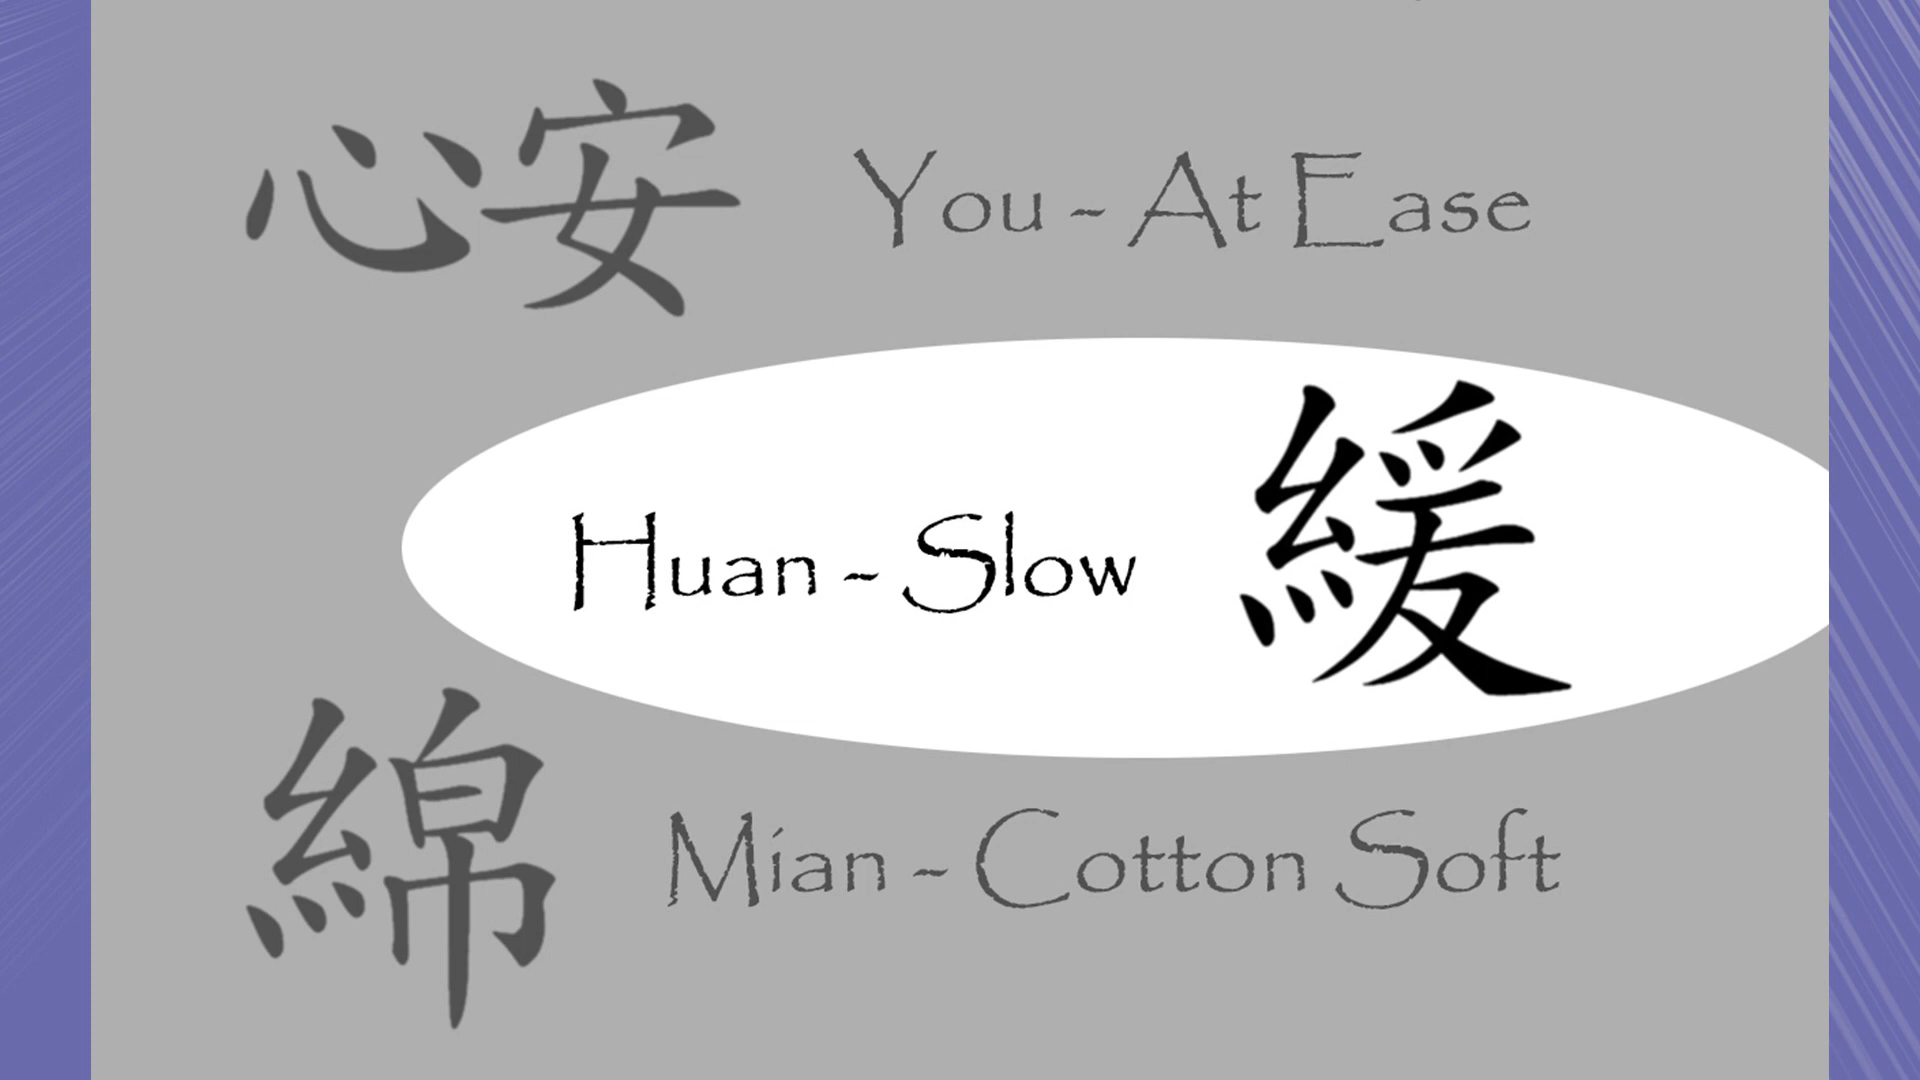 心安 You - At Ease
Huan - Slow 緩
綿 Mian - Cotton Soft